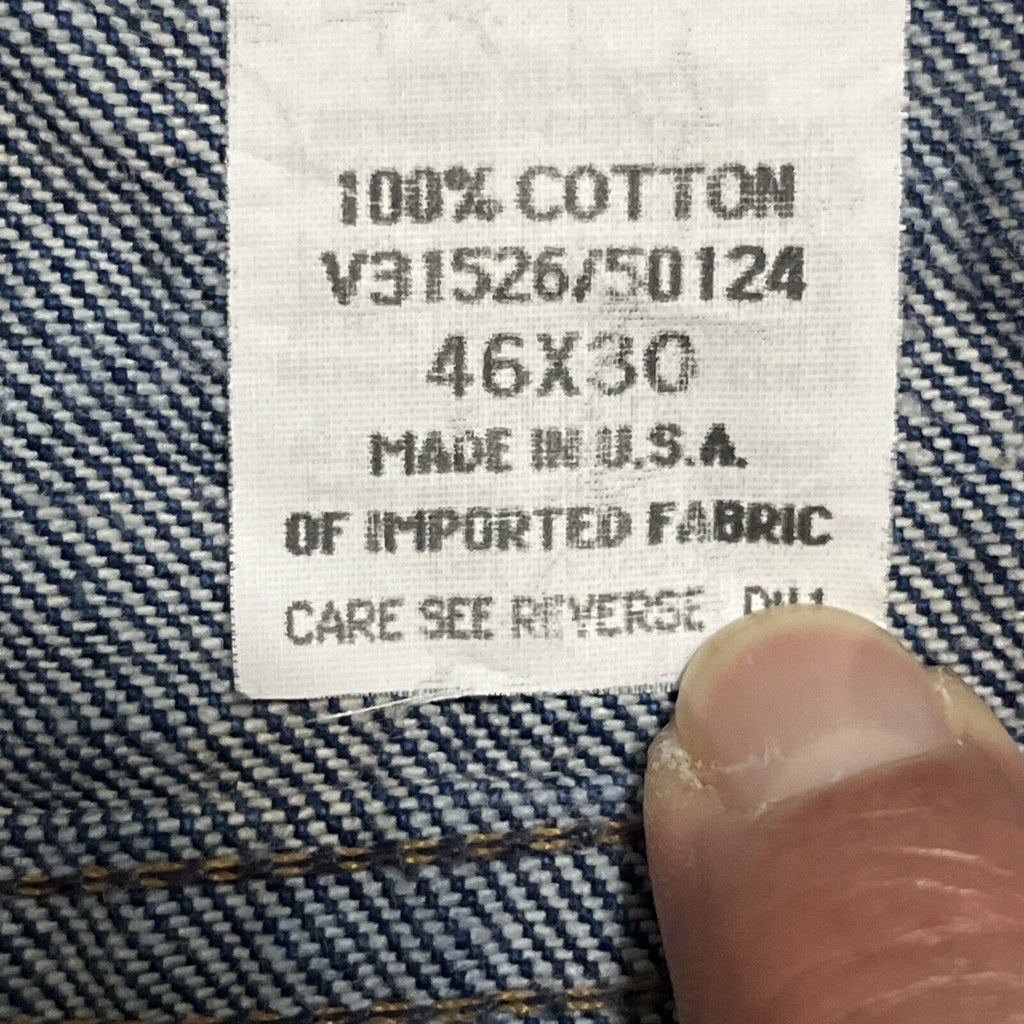 100% COTTON
V31526/50124
46X30
MADE IN U.S.A.
OF IMPORTED FABRIC
CARE SEE REVERSE